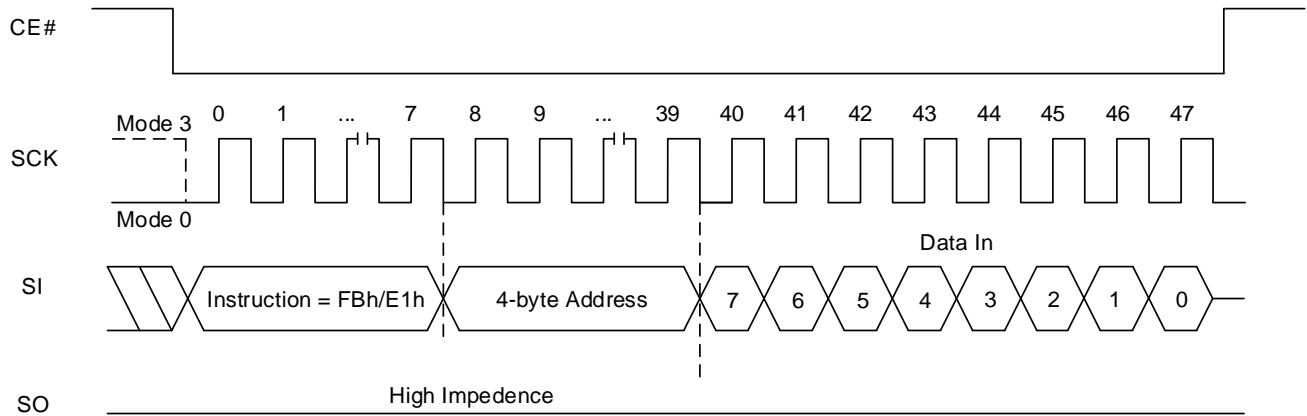 CE#
0 1 ... 7 8 9 ... 39 40 41 42 43 44 45 46 47
Mode 3
SCK
Mode 0
Data In
SI
Instruction = FBh/E1h
4-byte Address
7 6 5 4 3 2 1 0
High Impedence
SO